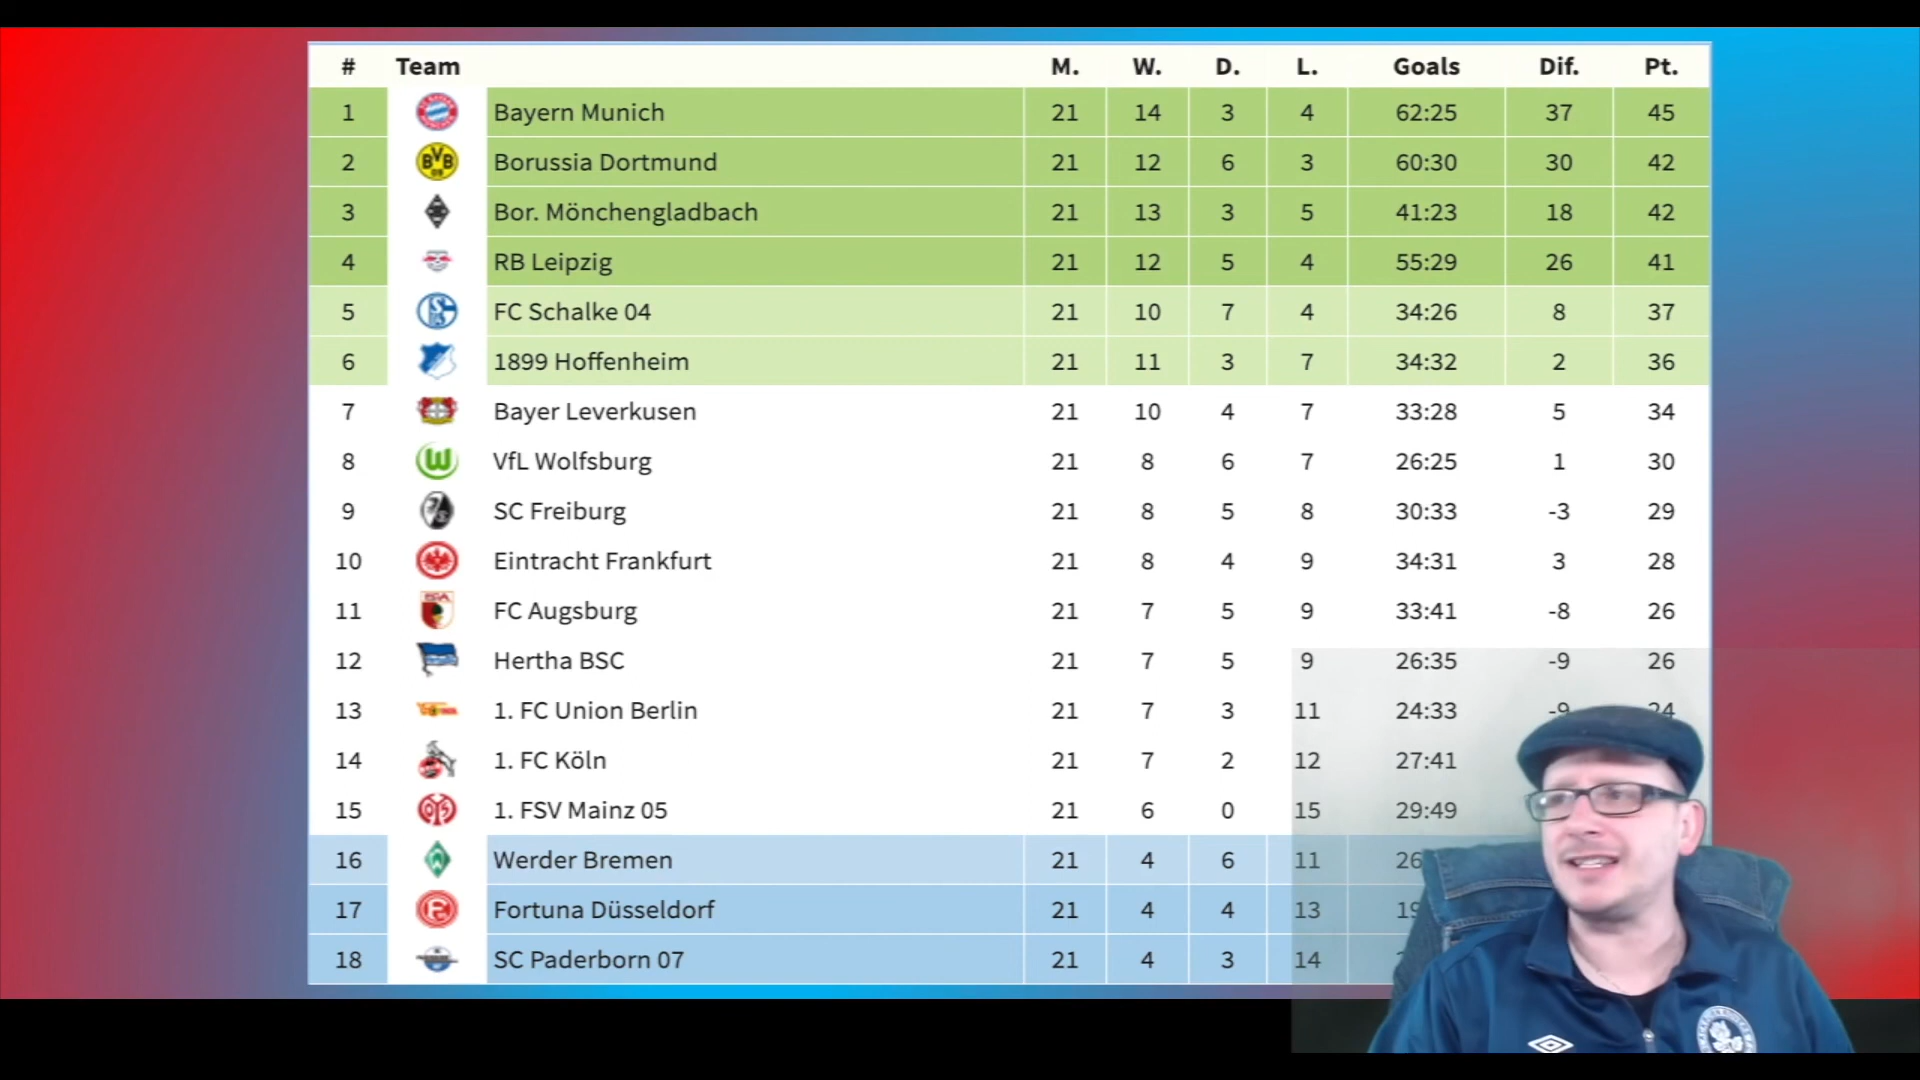 # Team M. W. D. L. Goals Dif. Pt.
1 Bayern Munich 21 14 3 4 62:25 37 45
2 Borussia Dortmund 21 12 6 3 60:30 30 42
3 Bor. Mönchengladbach 21 13 3 5 41:23 18 42
4 RB Leipzig 21 12 5 4 55:29 26 41
5 FC Schalke 04 21 10 7 4 34:26 8 37
6 1899 Hoffenheim 21 11 3 7 34:32 2 36
7 Bayer Leverkusen 21 10 4 7 33:28 5 34
8 VfL Wolfsburg 21 8 6 7 26:25 1 30
9 SC Freiburg 21 8 5 8 30:33 -3 29
10 Eintracht Frankfurt 21 8 4 9 34:31 3 28
11 FC Augsburg 21 7 5 9 33:41 -8 26
12 Hertha BSC 21 7 5 9 26:35 -9 26
13 1. FC Union Berlin 21 7 3 11 24:33 -9 24
14 1. FC Köln 21 7 2 12 27:41
15 1. FSV Mainz 05 21 6 0 15 29:49
16 Werder Bremen 21 4 6 11 26
17 Fortuna Düsseldorf 21 4 4 13 19
18 SC Paderborn 07 21 4 3 14